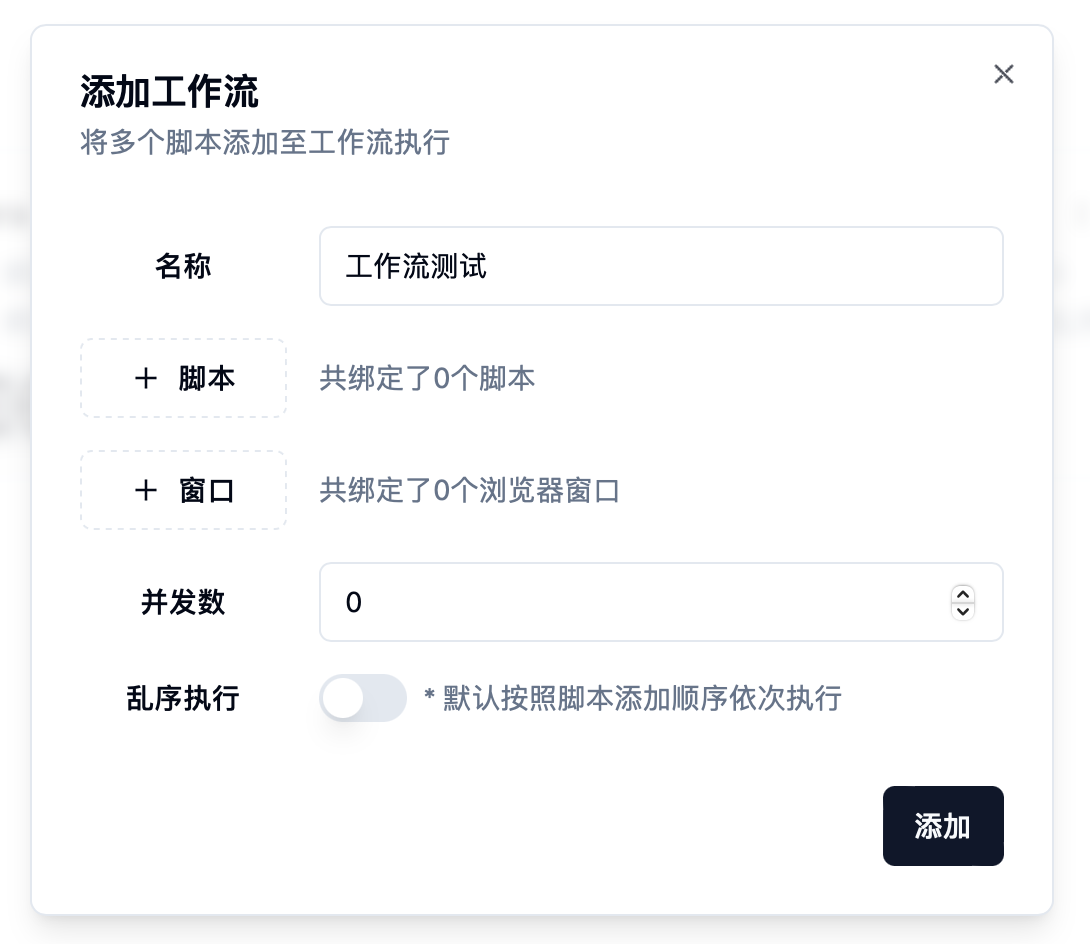 添加工作流
将多个脚本添加至工作流执行
名称 工作流测试
+ 脚本 共绑定了0个脚本
+ 窗口 共绑定了0个浏览器窗口
并发数 0
乱序执行 * 默认按照脚本添加顺序依次执行
添加